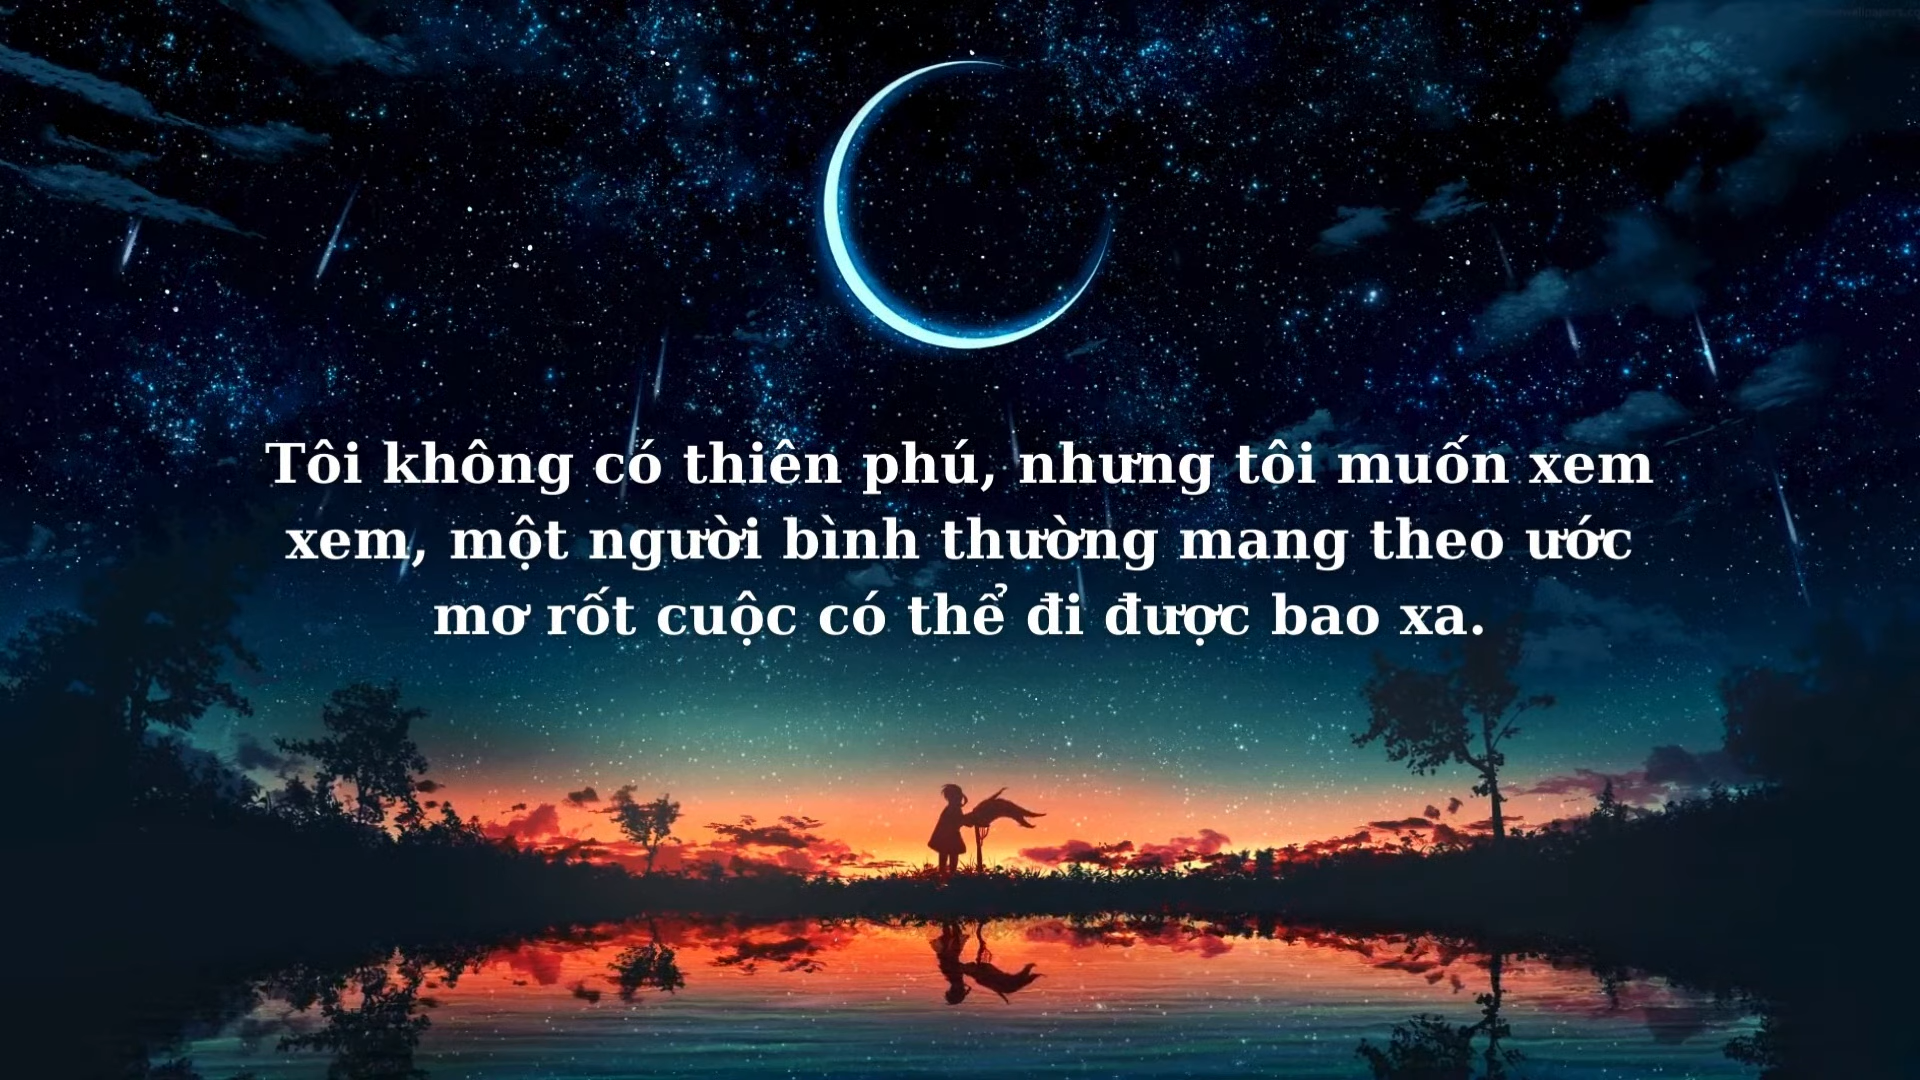 Tôi không có thiên phú, nhưng tôi muốn xem
xem, một người bình thường mang theo ước
mơ rốt cuộc có thể đi được bao xa.